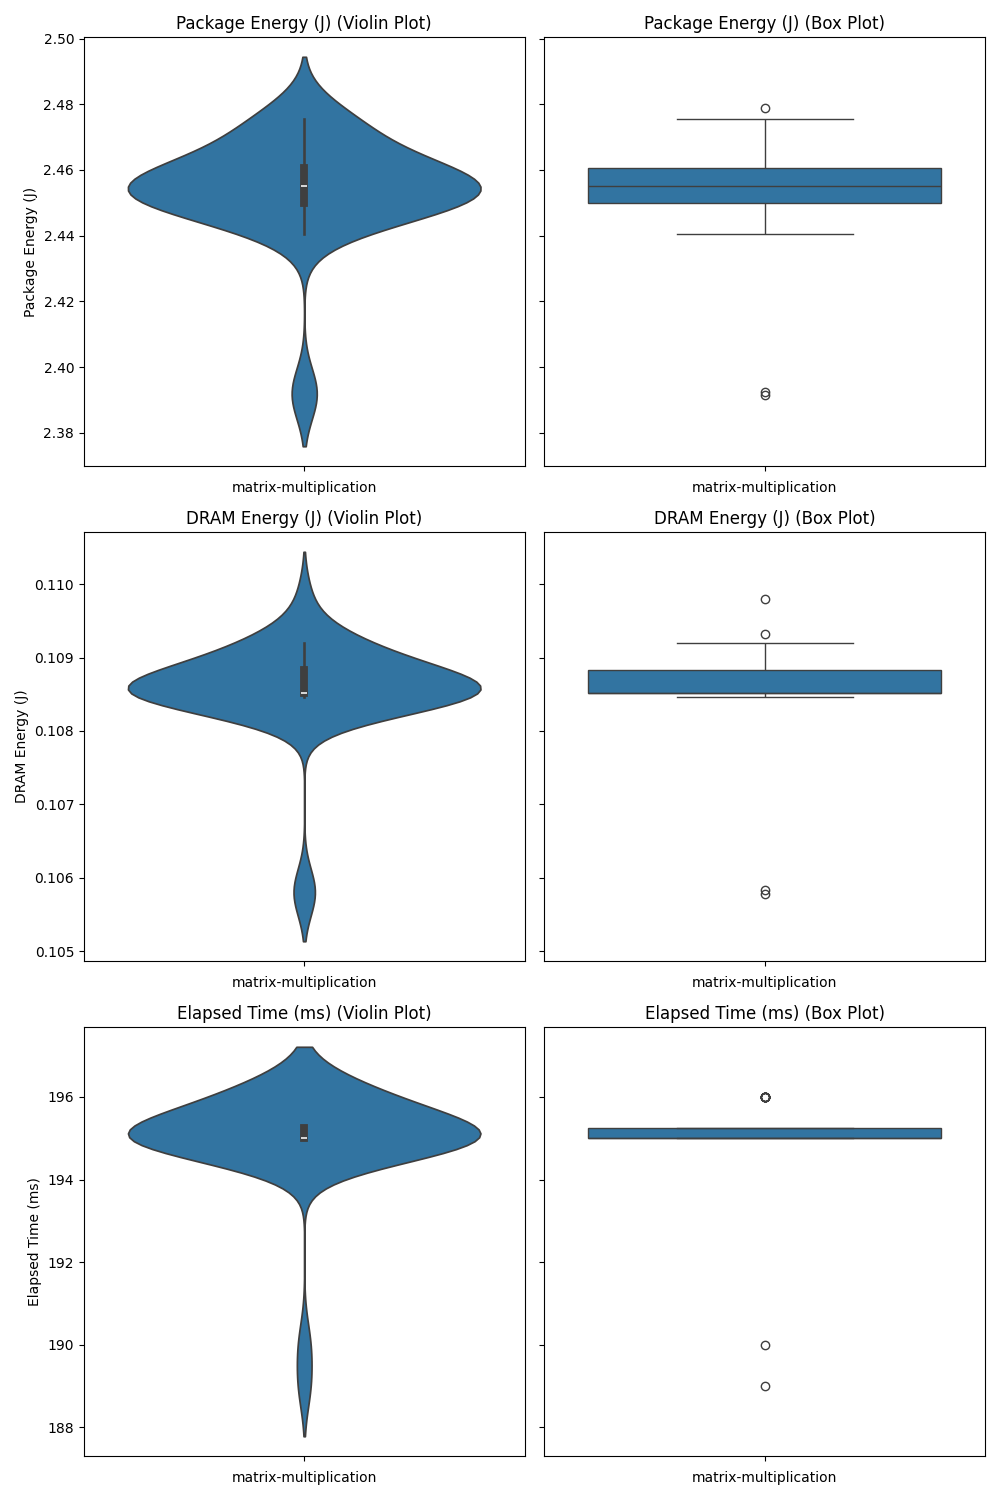 Package Energy (J) (Violin Plot)
Package Energy (J) (Box Plot)
Package Energy (J)
2.50
2.48
2.46
2.44
2.42
2.40
2.38
matrix-multiplication
matrix-multiplication
DRAM Energy (J) (Violin Plot)
DRAM Energy (J) (Box Plot)
DRAM Energy (J)
0.110
0.109
0.108
0.107
0.106
0.105
matrix-multiplication
matrix-multiplication
Elapsed Time (ms) (Violin Plot)
Elapsed Time (ms) (Box Plot)
Elapsed Time (ms)
196
194
192
190
188
matrix-multiplication
matrix-multiplication